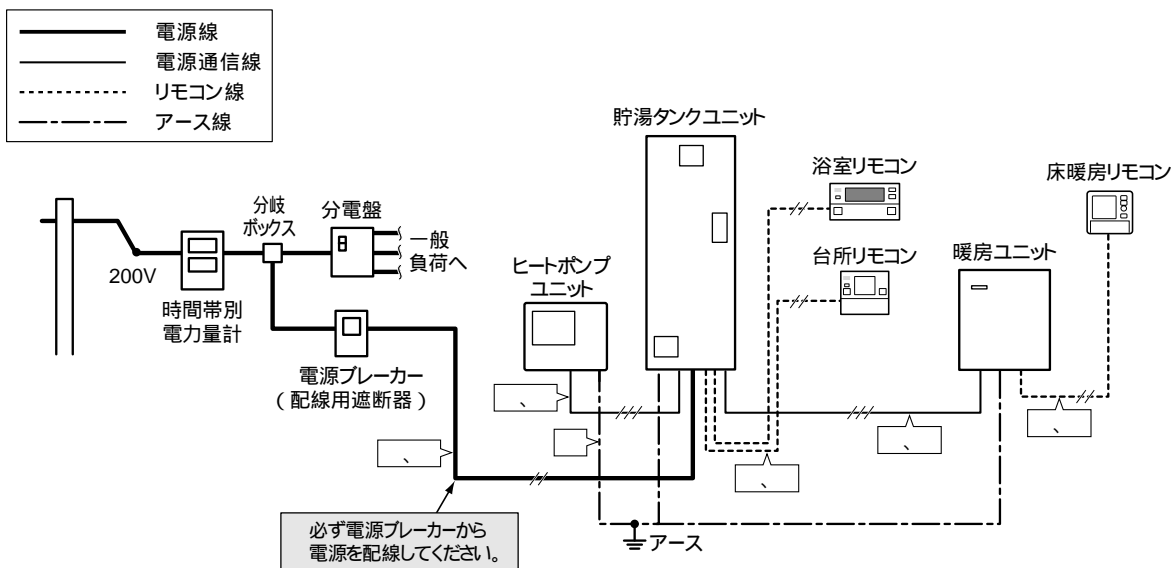 電源線
電源通信線
リモコン線
アース線
貯湯タンクユニット
浴室リモコン
床暖房リモコン
分岐
ボックス
分電盤
一般
負荷へ
200V
時間帯別
電力量計
ヒートポンプ
ユニット
台所リモコン
暖房ユニット
電源ブレーカー
(配線用遮断器)
、
、
、
、
、
必ず電源ブレーカーから
電源を配線してください。
アース